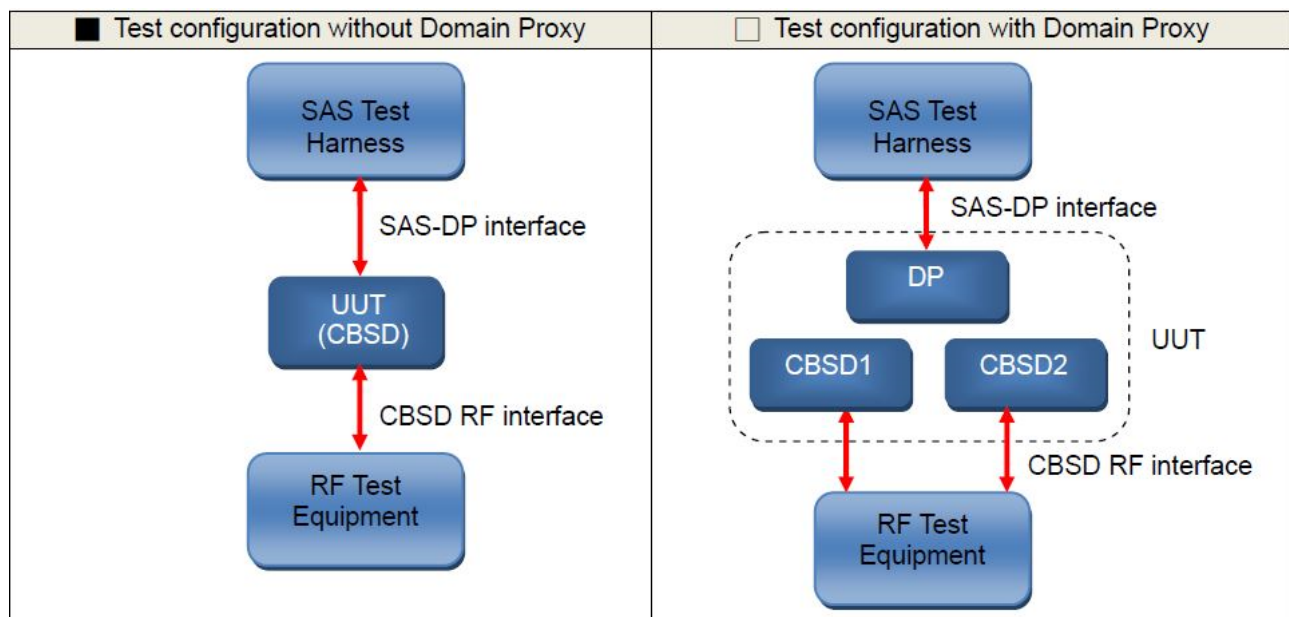 ■ Test configuration without Domain Proxy
SAS Test
Harness
SAS-DP interface
UUT
(CBSD)
CBSD RF interface
RF Test
Equipment
□ Test configuration with Domain Proxy
SAS Test
Harness
SAS-DP interface
DP
CBSD1
CBSD2
UUT
CBSD RF interface
RF Test
Equipment